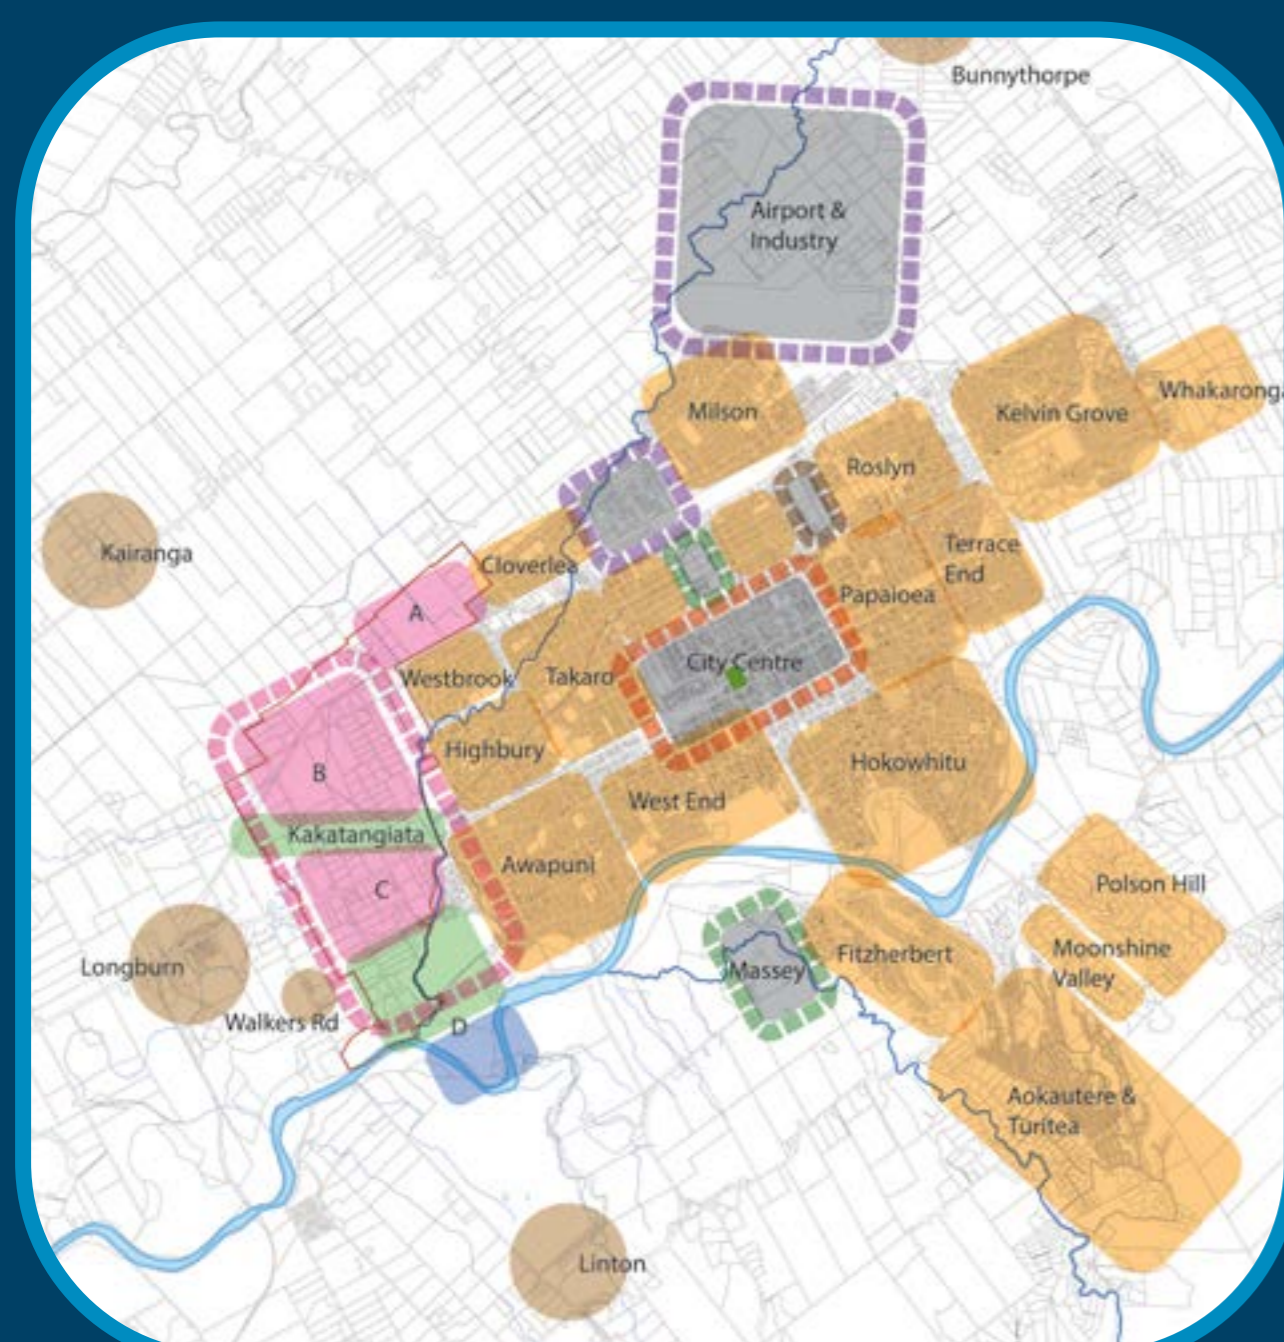 Bunnythorpe
Airport &
Industry
Whakaronga
Milson
Kelvin Grove
Roslyn
Terrace
End
Kairanga
Cloverlea
Papaioea
A
City Centre
Westbrook
Takaro
Highbury
Hokowhitu
B
West End
Kakatangiata
Awapuni
C
Polson Hill
Moonshine
Valley
Fitzherbert
Longburn
Massey
Walkers Rd
D
Aokautere &
Turitea
Linton